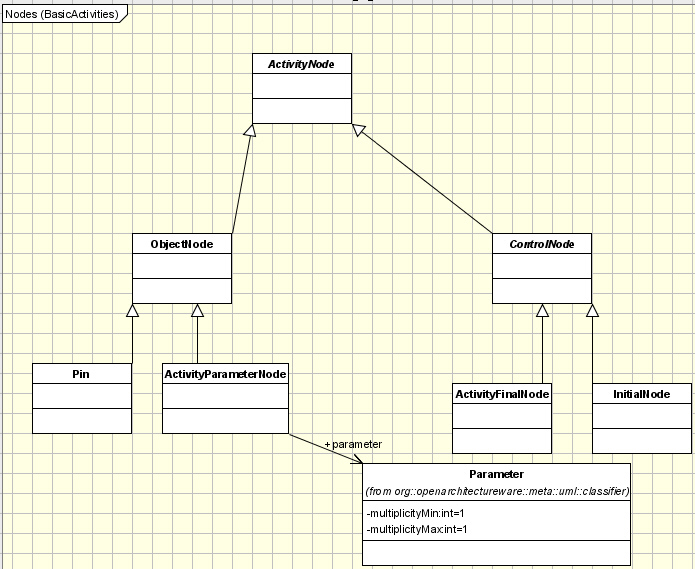 Nodes (BasicActivities)
ActivityNode
ObjectNode
ControlNode
Pin
ActivityParameterNode
ActivityFinalNode
InitialNode
+ parameter
Parameter
(from org::openarchitectureware::meta::uml::classifier)
-multiplicityMin:int=1
-multiplicityMax:int=1